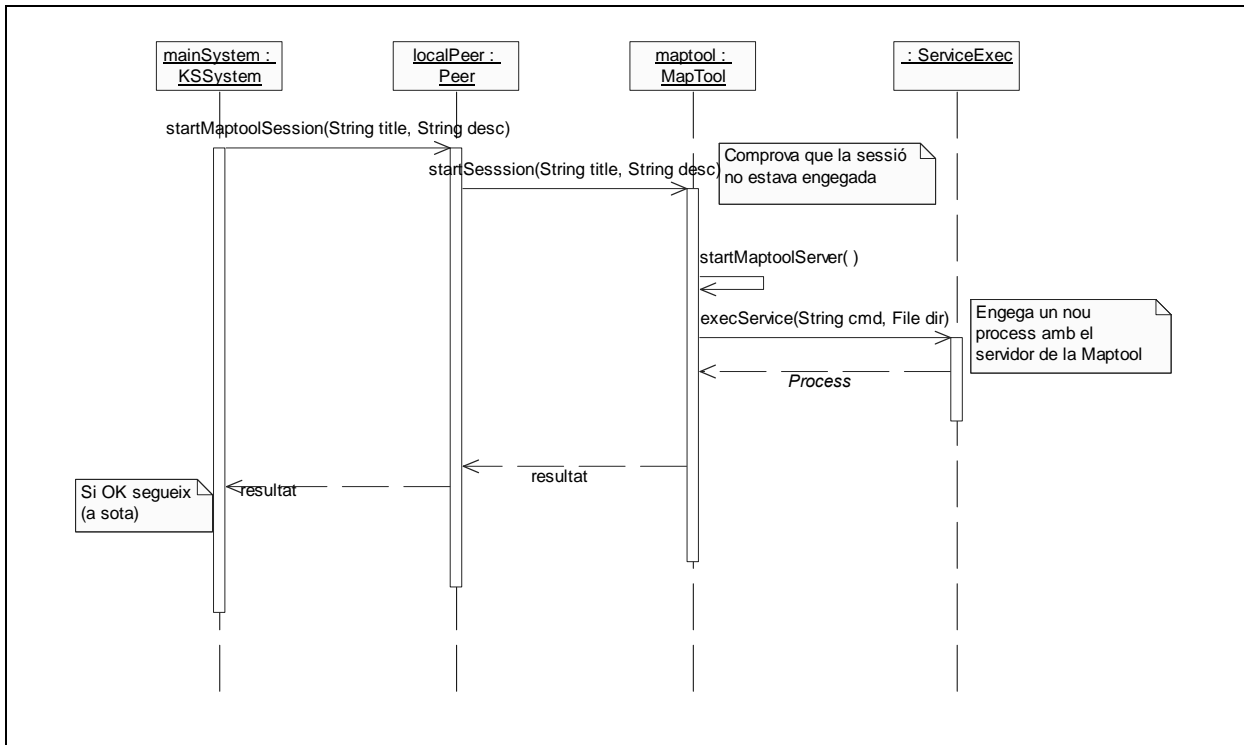 mainSystem :
KSSystem
localPeer :
Peer
maptool :
MapTool
: ServiceExec
startMaptoolSession(String title, String desc)
startSesssion(String title, String desc)
Comprova que la sessió
no estava engegada
startMaptoolServer( )
execService(String cmd, File dir)
Engega un nou
process amb el
servidor de la Maptool
Process
resultat
resultat
Si OK segueix
(a sota)